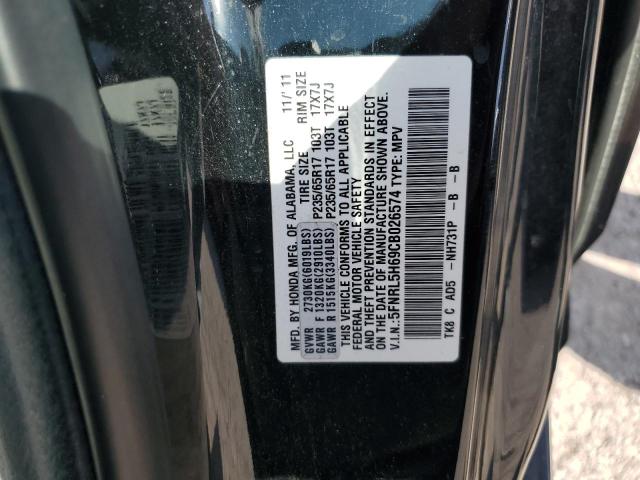 MFD. BY HONDA MFG. OF ALABAMA, LLC 11/'11
TIRE SIZE RIM SIZE
GVWR 2730KG(6019LBS)
GAWR F 1320KG(2910LBS) P235/65R17 103T 17X7J
GAWR R 1515KG(3340LBS) P235/65R17 103T 17X7J
THIS VEHICLE CONFORMS TO ALL APPLICABLE
FEDERAL MOTOR VEHICLE SAFETY
AND THEFT PREVENTION STANDARDS IN EFFECT
ON THE DATE OF MANUFACTURE SHOWN ABOVE.
V.I.N.:5FNRL5H69CB026574 TYPE: MPV
TK8 C AD5 -NH731P -B -B